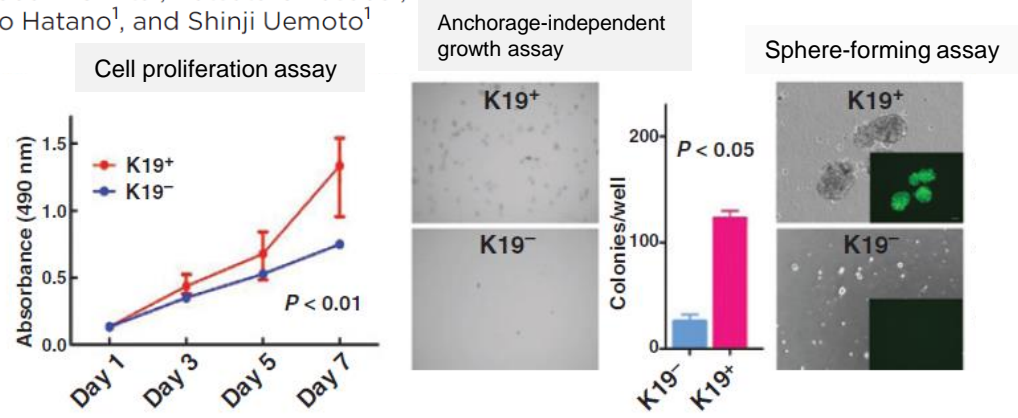 o Hatano¹, and Shinji Uemoto¹
Cell proliferation assay
Absorbance (490 nm)
1.5
1.0
0.5
0.0
K19⁺
K19⁻
P < 0.01
Day 1
Day 3
Day 5
Day 7
Anchorage-independent
growth assay
K19⁺
K19⁻
Colonies/well
200
100
0
P < 0.05
K19⁻
K19⁺
Sphere-forming assay
K19⁺
K19⁻